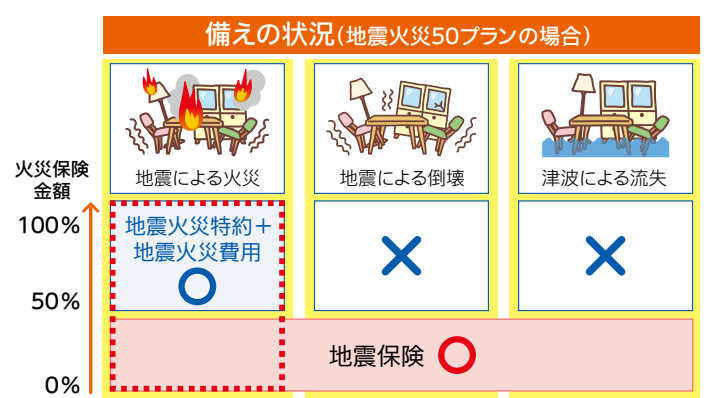 備えの状況(地震火災50プランの場合)
地震による火災
地震による倒壊
津波による流失
火災保険
金額
100%
50%
0%
地震火災特約+
地震火災費用
地震保険